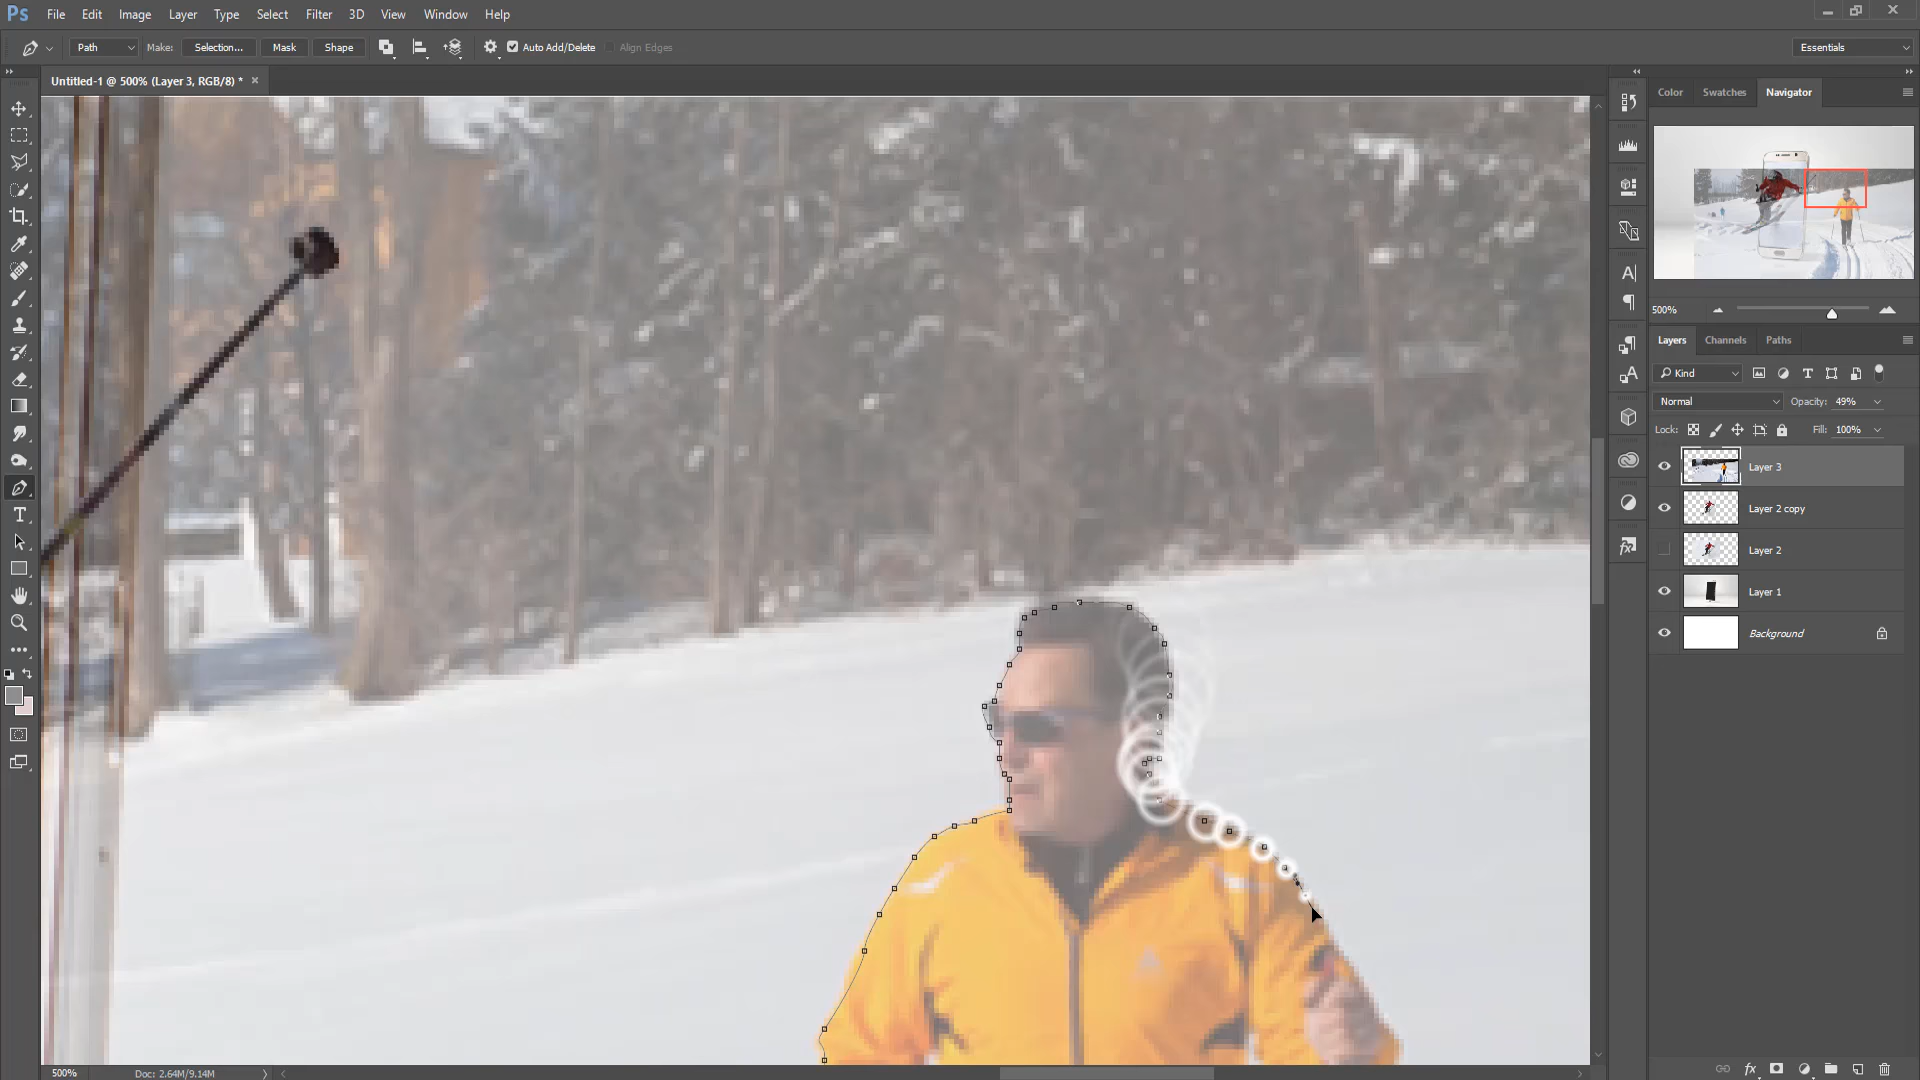 Ps File Edit Image Layer Type Select Filter 3D View Window Help
Path Make: Selection... Mask Shape Auto Add/Delete Align Edges Essentials
Untitled-1 @ 500% (Layer 3, RGB/8) *
Color Swatches Navigator
500%
Layers Channels Paths
Kind
Normal Opacity: 49%
Lock: Fill: 100%
Layer 3
Layer 2 copy
Layer 2
Layer 1
Background
500% Doc: 2.64M/9.14M